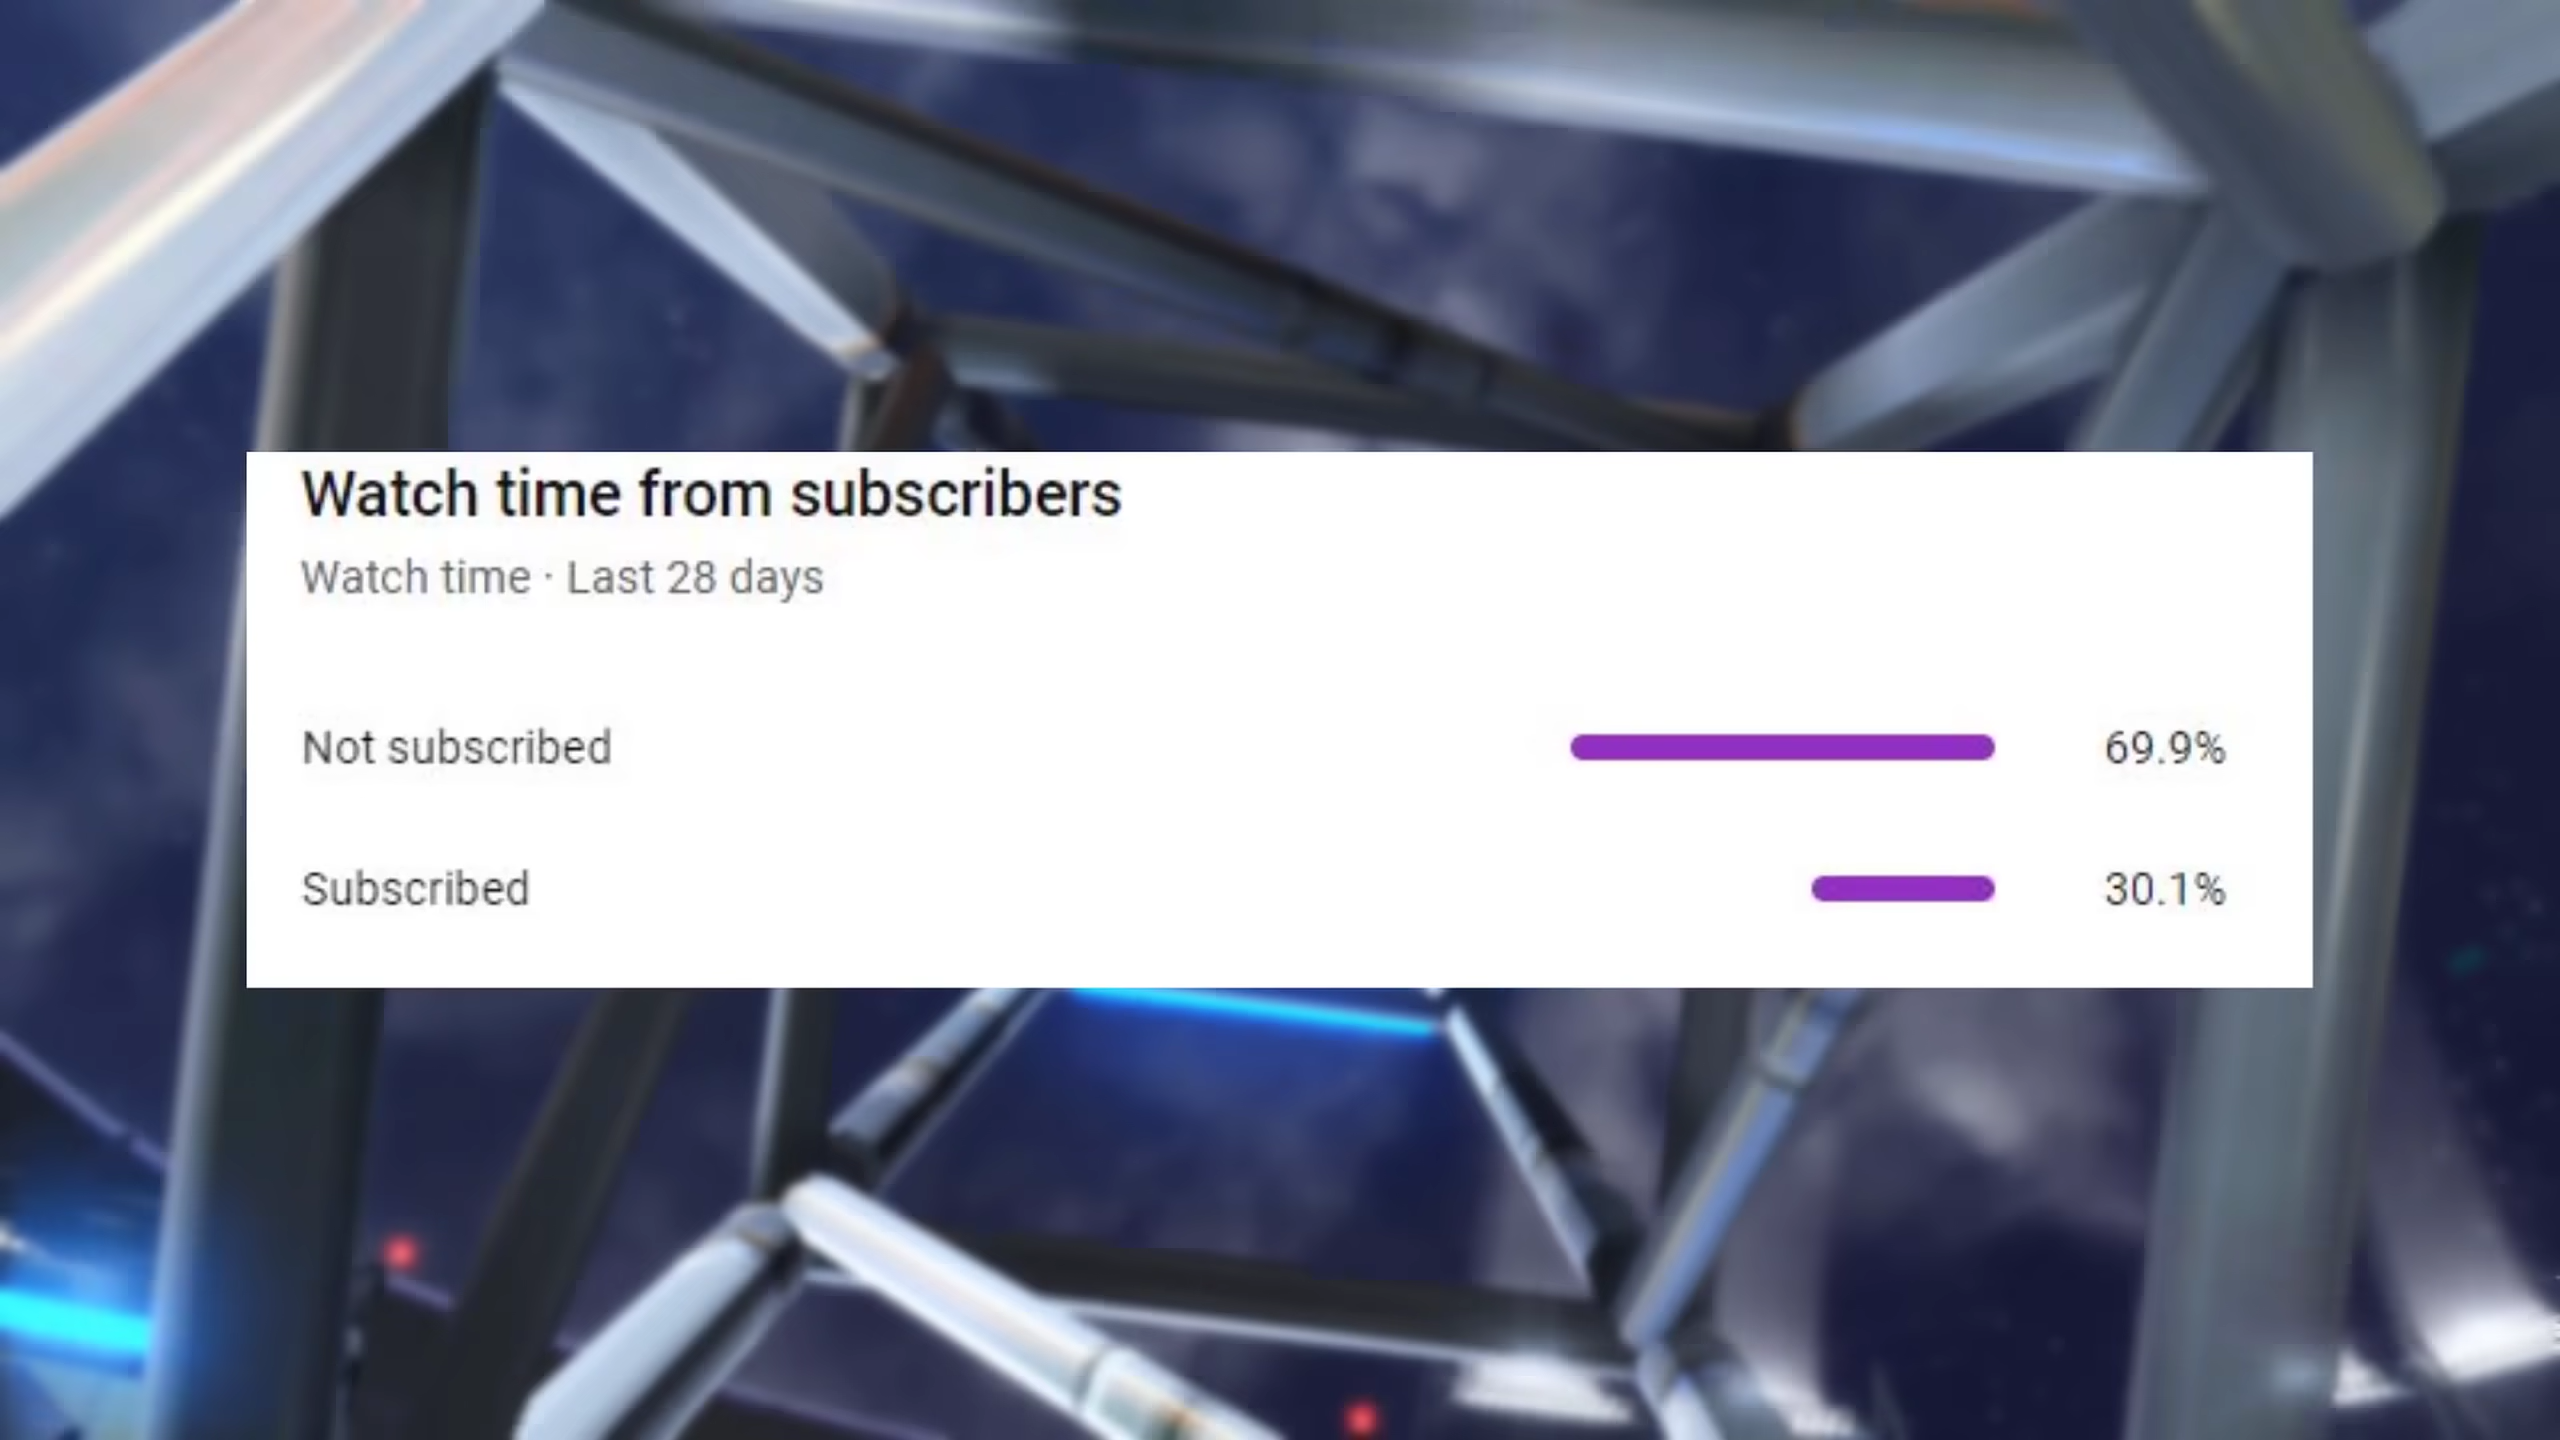 Watch time from subscribers
Watch time · Last 28 days
Not subscribed 69.9%
Subscribed 30.1%